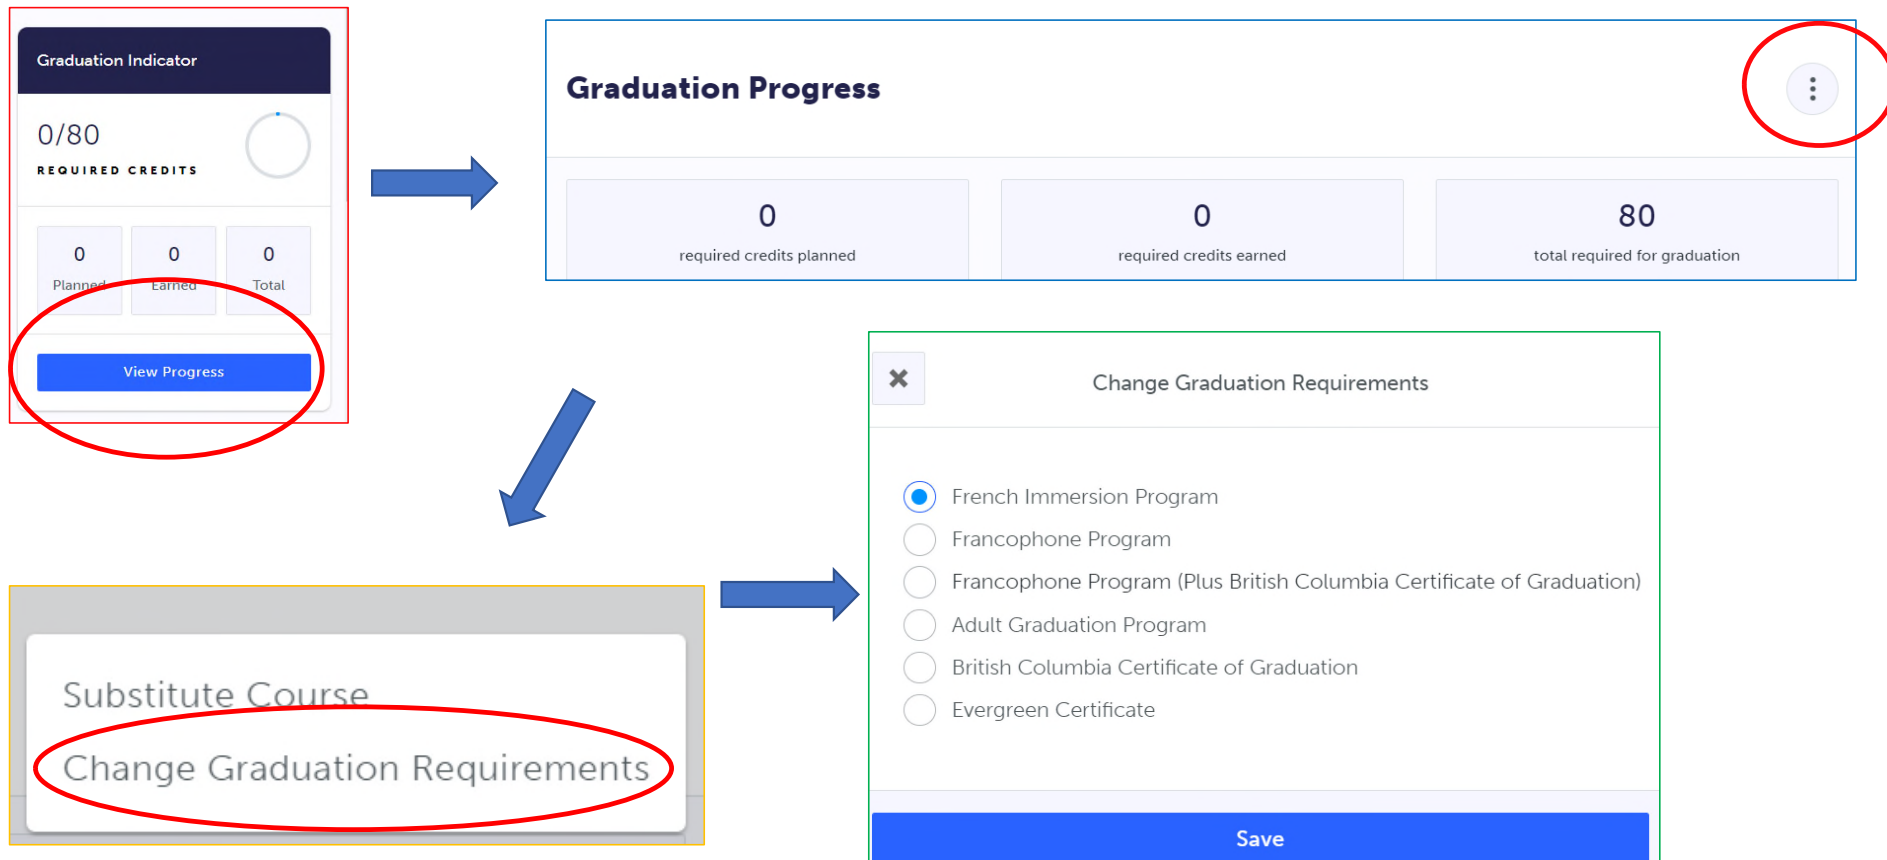 Graduation Indicator
0/80
REQUIRED CREDITS
0 0 0
Planned Earned Total
View Progress
Graduation Progress
0 0 80
required credits planned required credits earned total required for graduation
Substitute Course
Change Graduation Requirements
Change Graduation Requirements
French Immersion Program
Francophone Program
Francophone Program (Plus British Columbia Certificate of Graduation)
Adult Graduation Program
British Columbia Certificate of Graduation
Evergreen Certificate
Save